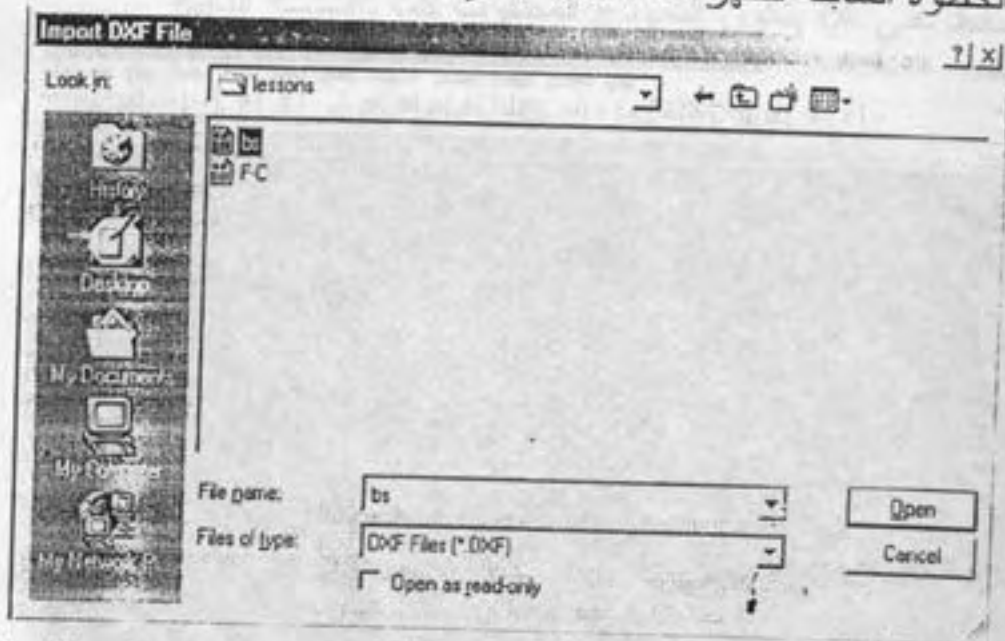 Import DXF File
Look in:
lessons
History
Desktop
My Documents
My Computer
My Network P
bs
F-C
File name:
bs
Open
Files of type:
DXF Files (*.DXF)
Cancel
Open as read-only